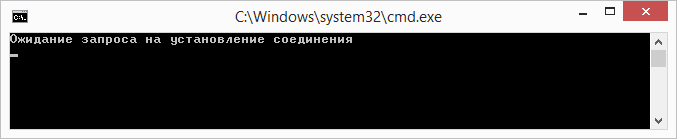 C:\Windows\system32\cmd.exe
Ожидание запроса на установление соединения